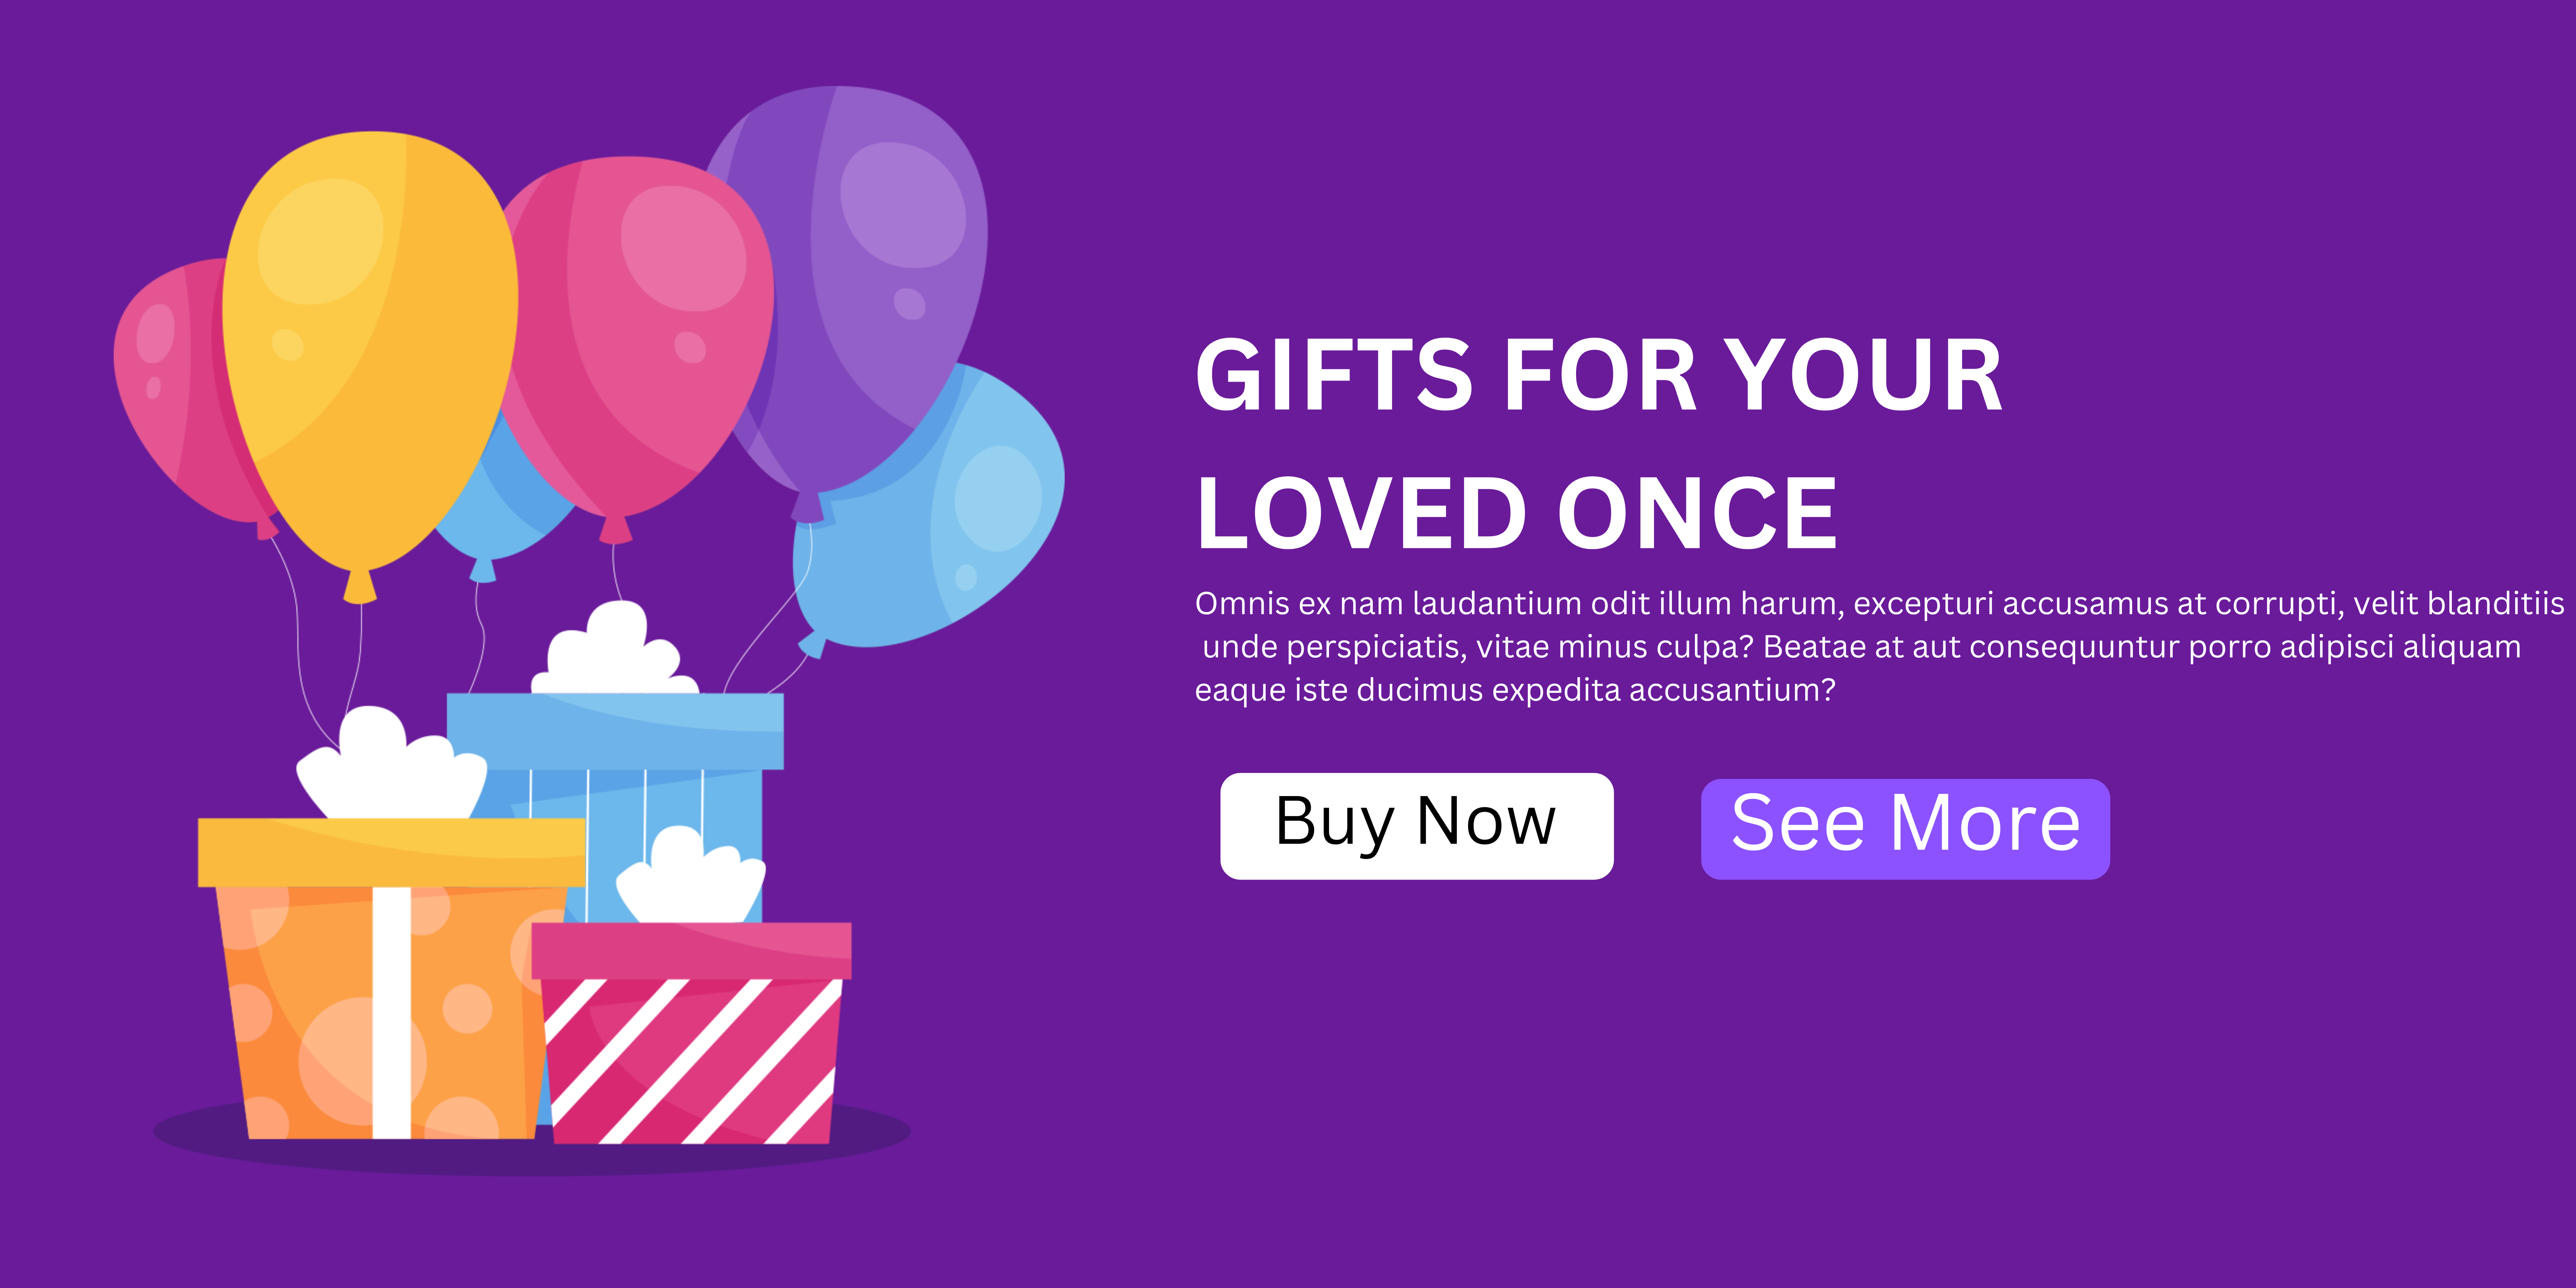 GIFTS FOR YOUR
LOVED ONCE
Omnis ex nam laudantium odit illum harum, excepturi accusamus at corrupti, velit blanditiis
unde perspiciatis, vitae minus culpa? Beatae at aut consequuntur porro adipisci aliquam
eaque iste ducimus expedita accusantium?
Buy Now
See More